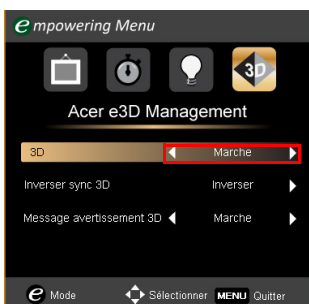 e mpowering Menu
3D
Acer e3D Management
3D Marche
Inverser sync 3D Inverser
Message avertissement 3D Marche
e Mode Sélectionner MENU Quitter